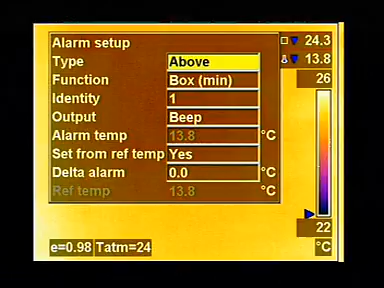 Alarm setup
24.3
Type Above
13.8
Function Box (min)
26
Identity 1
Output Beep
Alarm temp 13.8 °C
Set from ref temp Yes
Delta alarm 0.0 °C
Ref temp 13.8 °C
22
e=0.98 Tatm=24 °C